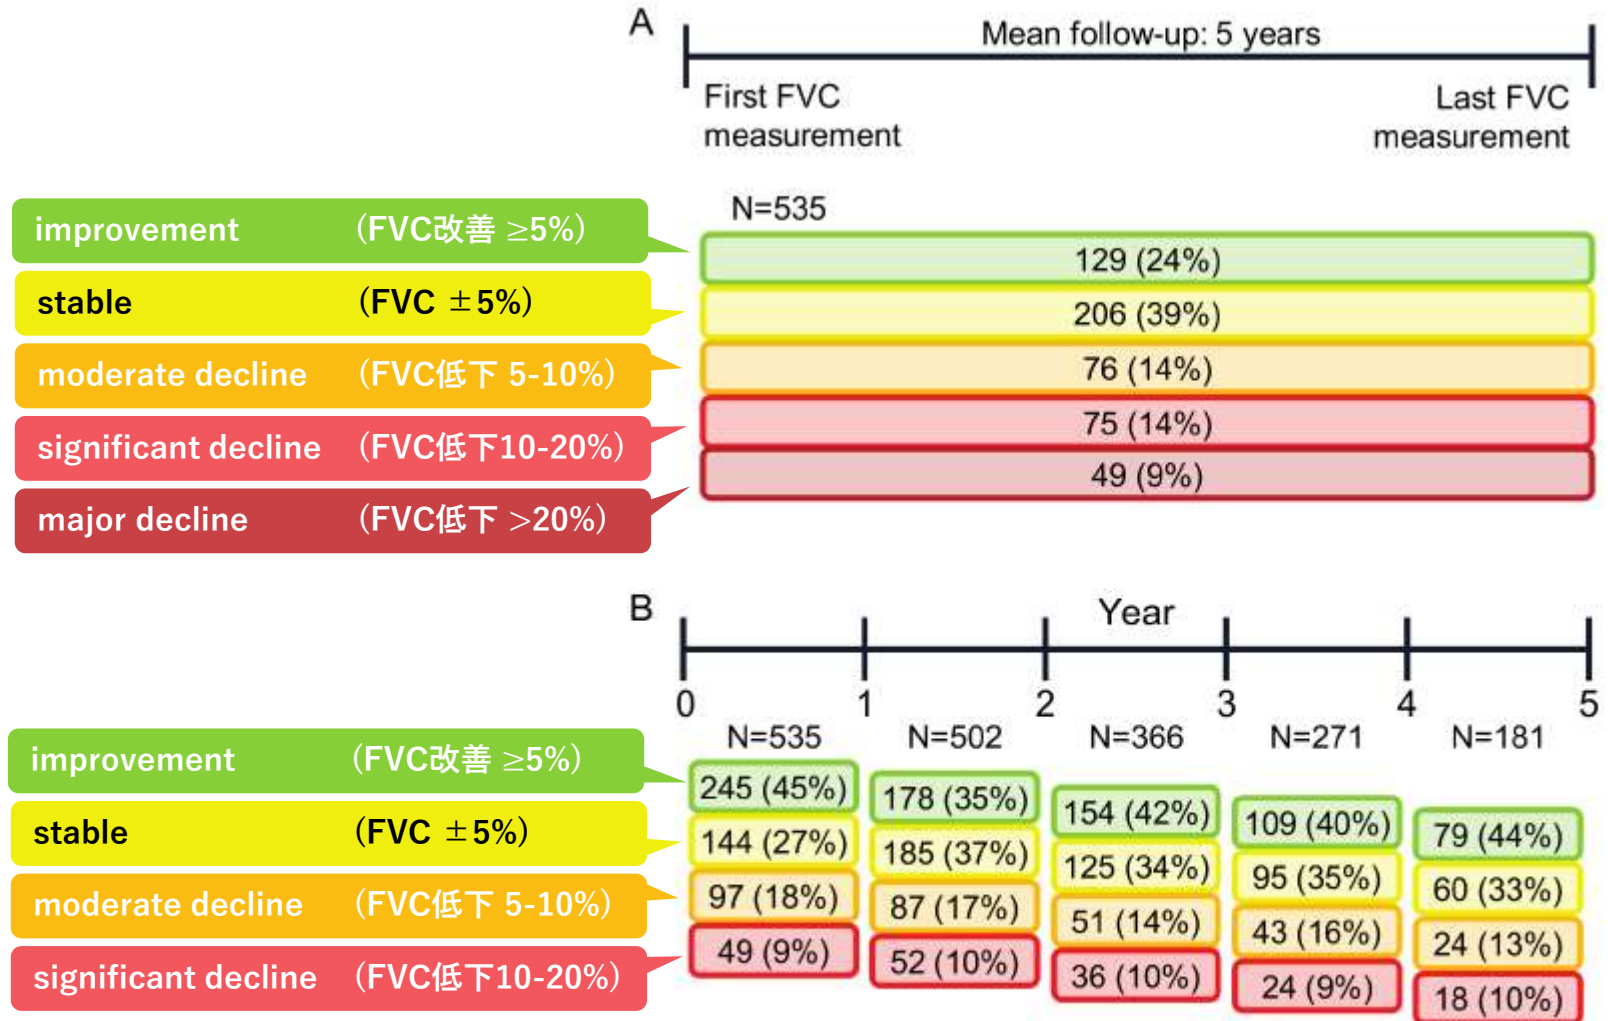 A
Mean follow-up: 5 years
First FVC
measurement
Last FVC
measurement
N=535
improvement (FVC改善 ≥5%)
129 (24%)
stable (FVC ±5%)
206 (39%)
moderate decline (FVC低下 5-10%)
76 (14%)
significant decline (FVC低下10-20%)
75 (14%)
major decline (FVC低下 >20%)
49 (9%)
B
Year
0 1 2 3 4 5
N=535 N=502 N=366 N=271 N=181
improvement (FVC改善 ≥5%)
245 (45%) 178 (35%) 154 (42%) 109 (40%) 79 (44%)
stable (FVC ±5%)
144 (27%) 185 (37%) 125 (34%) 95 (35%) 60 (33%)
moderate decline (FVC低下 5-10%)
97 (18%) 87 (17%) 51 (14%) 43 (16%) 24 (13%)
significant decline (FVC低下10-20%)
49 (9%) 52 (10%) 36 (10%) 24 (9%) 18 (10%)